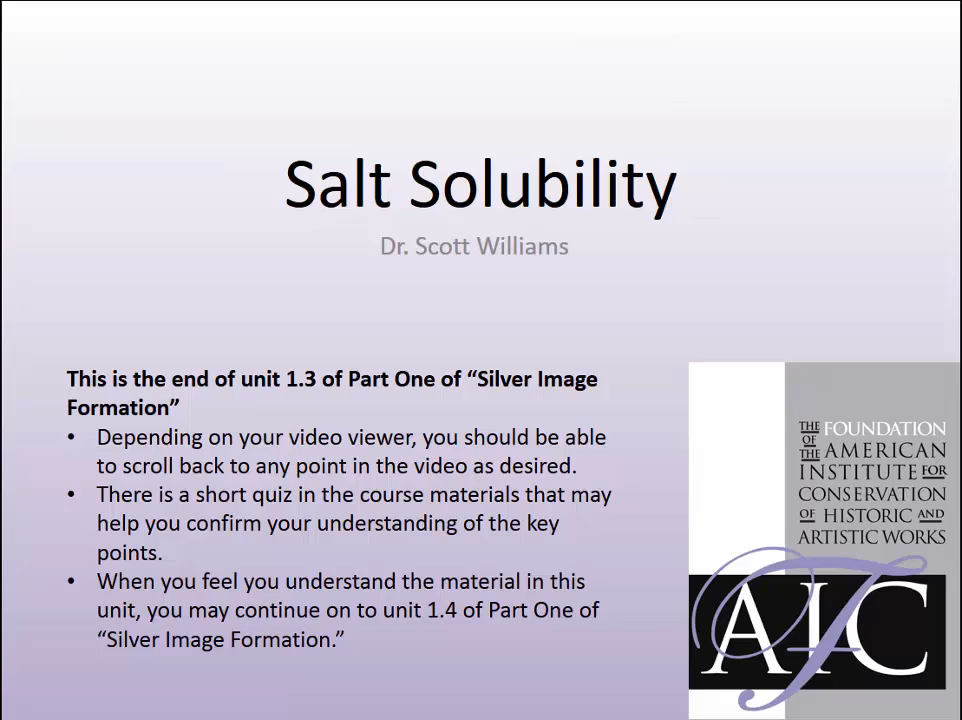 Salt Solubility
Dr. Scott Williams
This is the end of unit 1.3 of Part One of “Silver Image
Formation”
• Depending on your video viewer, you should be able
to scroll back to any point in the video as desired.
• There is a short quiz in the course materials that may
help you confirm your understanding of the key
points.
• When you feel you understand the material in this
unit, you may continue on to unit 1.4 of Part One of
“Silver Image Formation.”
THE FOUNDATION
OF
THE AMERICAN
INSTITUTE FOR
CONSERVATION
OF HISTORIC AND
ARTISTIC WORKS
F
AIC